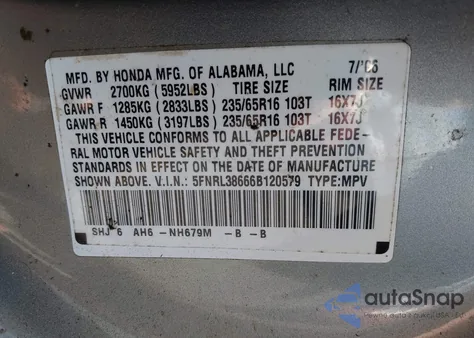 MFD. BY HONDA MFG. OF ALABAMA, LLC 7/'06
GVWR 2700KG (5952LBS) TIRE SIZE RIM SIZE
GAWR F 1285KG (2833LBS) 235/65R16 103T 16X7J
GAWR R 1450KG (3197LBS) 235/65R16 103T 16X7J
THIS VEHICLE CONFORMS TO ALL APPLICABLE FEDE-
RAL MOTOR VEHICLE SAFETY AND THEFT PREVENTION
STANDARDS IN EFFECT ON THE DATE OF MANUFACTURE
SHOWN ABOVE. V.I.N.: 5FNRL38666B120579 TYPE:MPV
SHJ 6 AH6 -NH679M -B -B
autoSnap